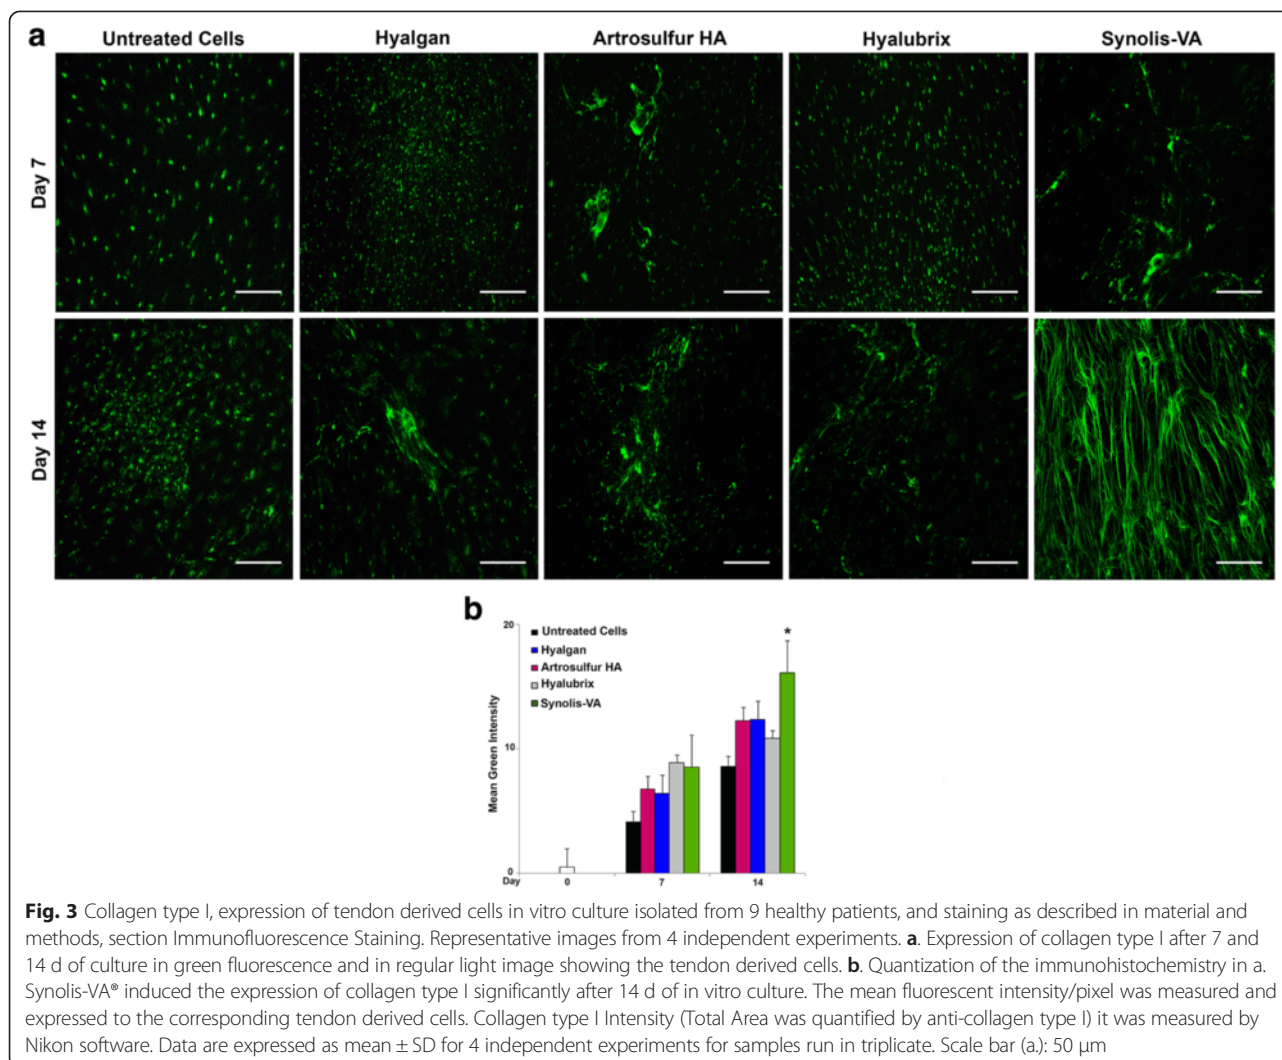 a
Untreated Cells Hyalgan Artrosulfur HA Hyalubrix Synolis-VA
Day 7
Day 14
b
20
Untreated Cells
Hyalgan
Artrosulfur HA
Hyalubrix
Synolis-VA
*
Mean Green Intensity
10
0
Day 0 7 14
Fig. 3 Collagen type I, expression of tendon derived cells in vitro culture isolated from 9 healthy patients, and staining as described in material and
methods, section Immunofluorescence Staining. Representative images from 4 independent experiments. a. Expression of collagen type I after 7 and
14 d of culture in green fluorescence and in regular light image showing the tendon derived cells. b. Quantization of the immunohistochemistry in a.
Synolis-VA® induced the expression of collagen type I significantly after 14 d of in vitro culture. The mean fluorescent intensity/pixel was measured and
expressed to the corresponding tendon derived cells. Collagen type I Intensity (Total Area was quantified by anti-collagen type I) it was measured by
Nikon software. Data are expressed as mean ± SD for 4 independent experiments for samples run in triplicate. Scale bar (a.): 50 μm